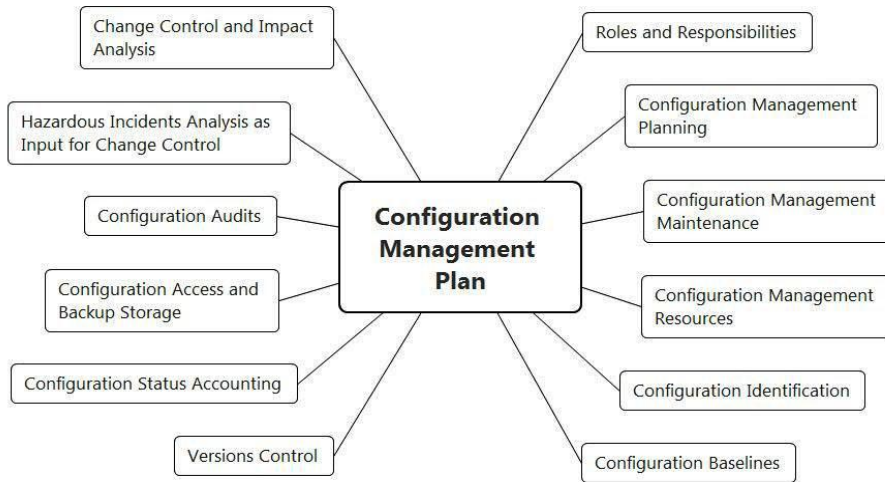 Change Control and Impact
Analysis
Roles and Responsibilities
Hazardous Incidents Analysis as
Input for Change Control
Configuration Management
Planning
Configuration Audits
Configuration
Management
Plan
Configuration Management
Maintenance
Configuration Access and
Backup Storage
Configuration Management
Resources
Configuration Status Accounting
Configuration Identification
Versions Control
Configuration Baselines